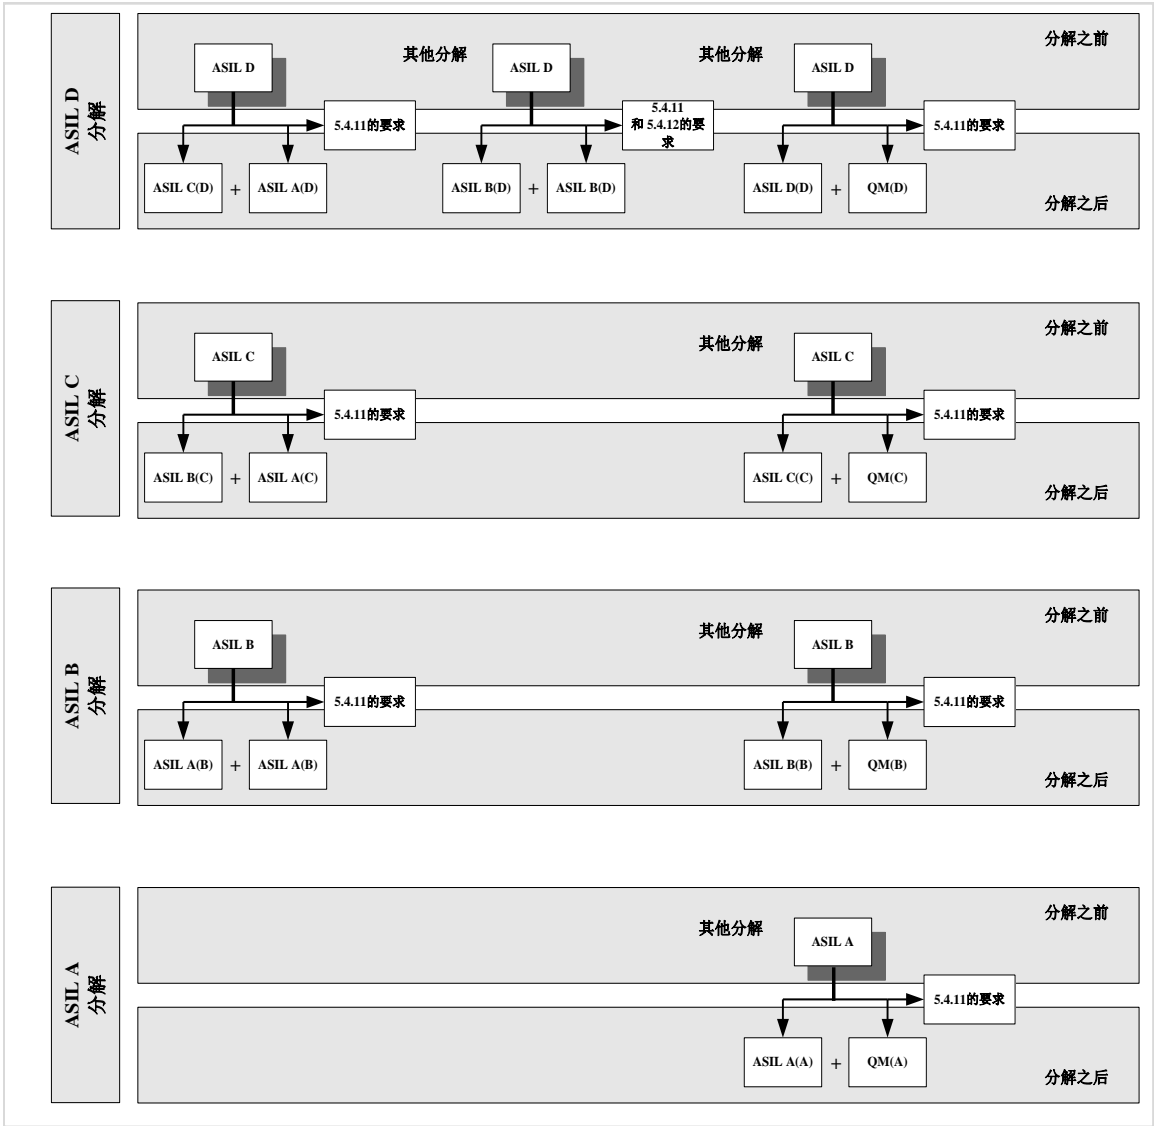 ASIL D
分解
分解之前
ASIL D
其他分解
ASIL D
其他分解
ASIL D
5.4.11的要求
5.4.11
和 5.4.12的要
求
5.4.11的要求
ASIL C(D) + ASIL A(D)
ASIL B(D) + ASIL B(D)
ASIL D(D) + QM(D)
分解之后
ASIL C
分解
分解之前
ASIL C
其他分解
ASIL C
5.4.11的要求
5.4.11的要求
ASIL B(C) + ASIL A(C)
ASIL C(C) + QM(C)
分解之后
ASIL B
分解
分解之前
ASIL B
其他分解
ASIL B
5.4.11的要求
5.4.11的要求
ASIL A(B) + ASIL A(B)
ASIL B(B) + QM(B)
分解之后
ASIL A
分解
分解之前
其他分解
ASIL A
5.4.11的要求
ASIL A(A) + QM(A)
分解之后